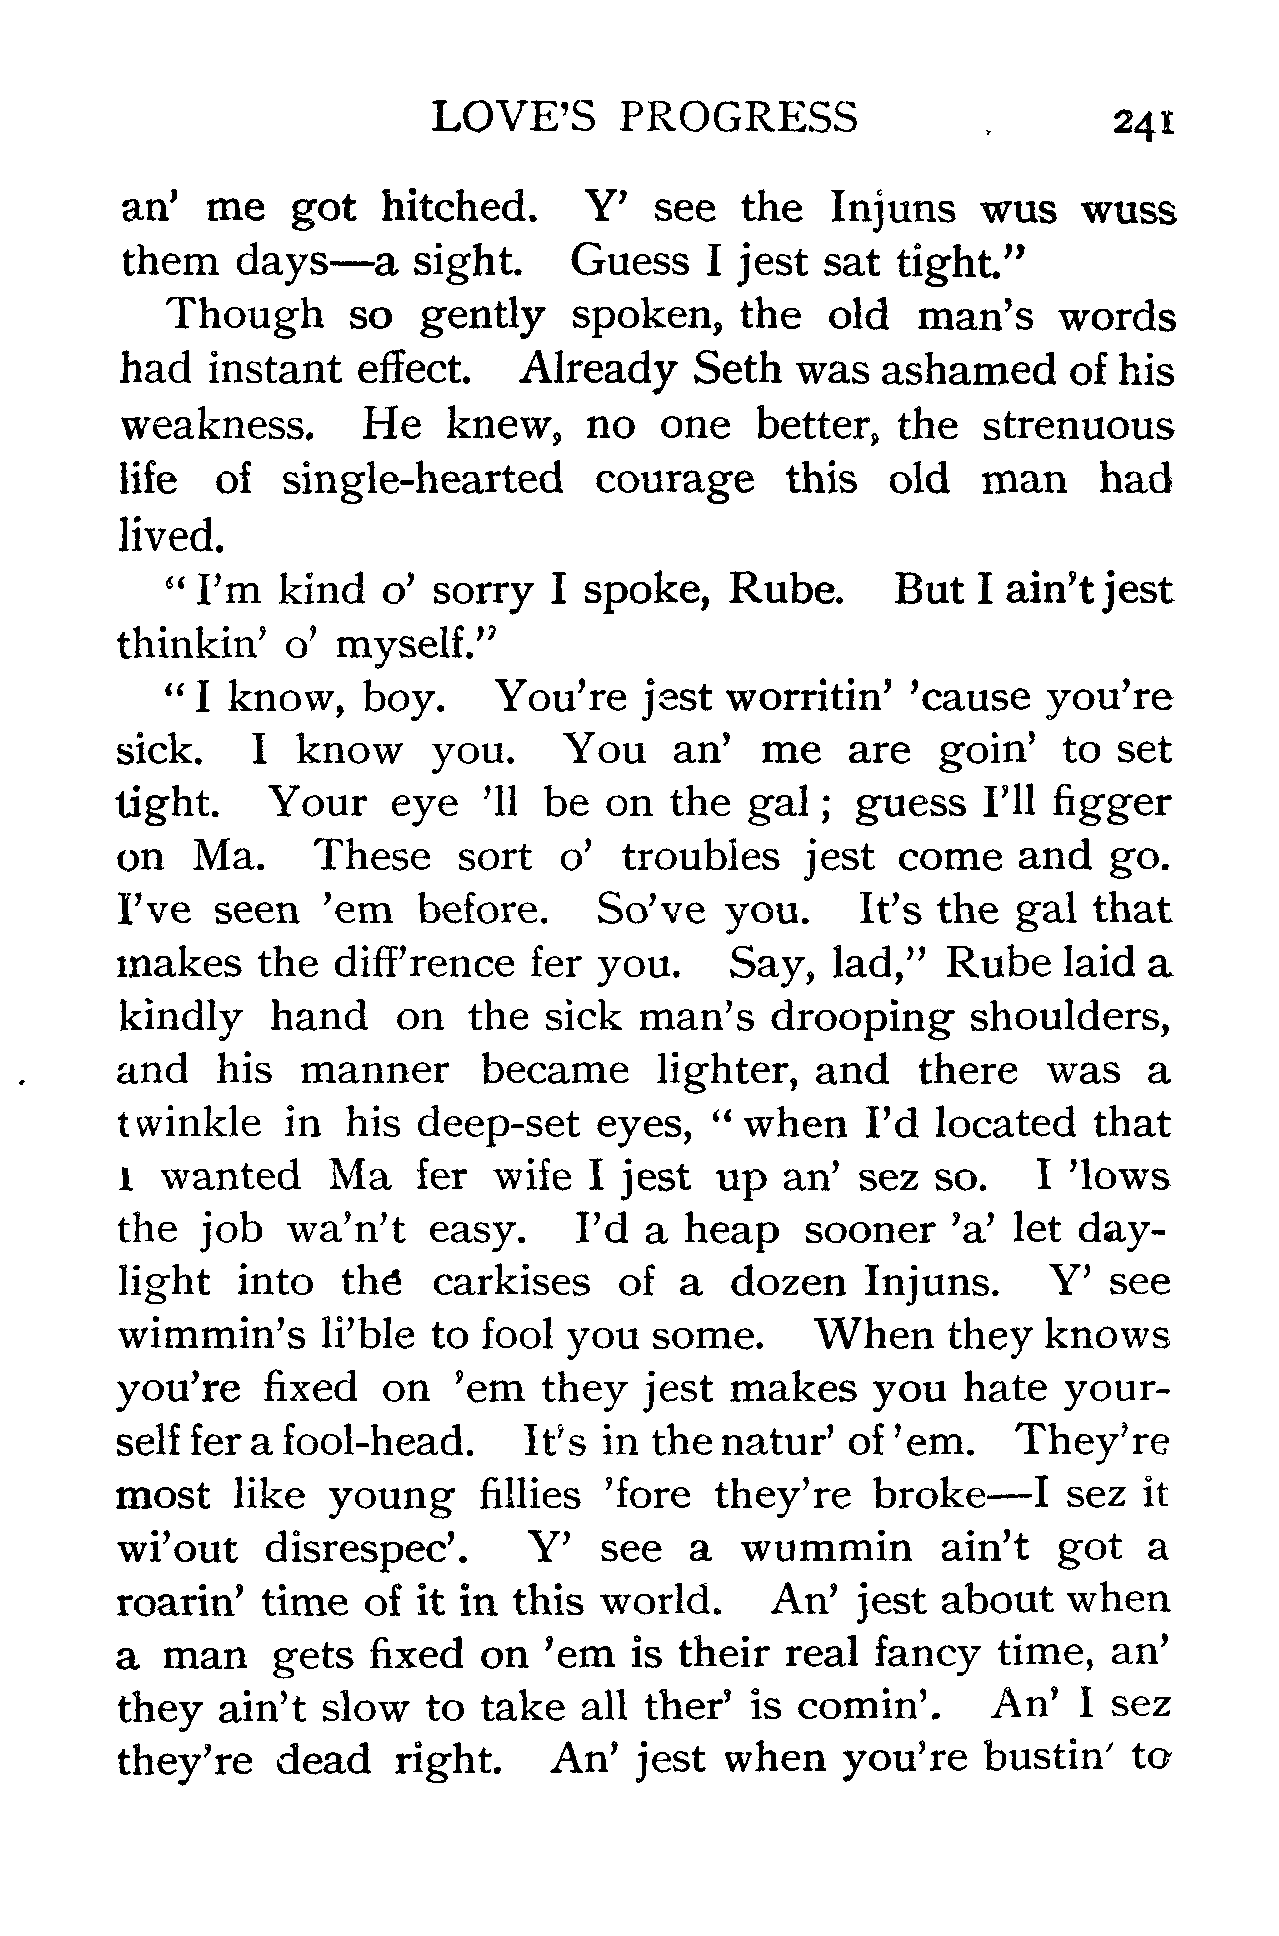 LOVE'S PROGRESS 241
an' me got hitched. Y' see the Injuns wus wuss
them days—a sight. Guess I jest sat tight."
Though so gently spoken, the old man's words
had instant effect. Already Seth was ashamed of his
weakness. He knew, no one better, the strenuous
life of single-hearted courage this old man had
lived.
"I'm kind o' sorry I spoke, Rube. But I ain't jest
thinkin' o' myself."
"I know, boy. You're jest worritin' 'cause you're
sick. I know you. You an' me are goin' to set
tight. Your eye 'll be on the gal; guess I'll figger
on Ma. These sort o' troubles jest come and go.
I've seen 'em before. So've you. It's the gal that
makes the diff'rence fer you. Say, lad," Rube laid a
kindly hand on the sick man's drooping shoulders,
and his manner became lighter, and there was a
twinkle in his deep-set eyes, "when I'd located that
I wanted Ma fer wife I jest up an' sez so. I 'lows
the job wa'n't easy. I'd a heap sooner 'a' let day-
light into the carkises of a dozen Injuns. Y' see
wimmin's li'ble to fool you some. When they knows
you're fixed on 'em they jest makes you hate your-
self fer a fool-head. It's in the natur' of 'em. They're
most like young fillies 'fore they're broke—I sez it
wi'out disrespec'. Y' see a wummin ain't got a
roarin' time of it in this world. An' jest about when
a man gets fixed on 'em is their real fancy time, an'
they ain't slow to take all ther' is comin'. An' I sez
they're dead right. An' jest when you're bustin' to